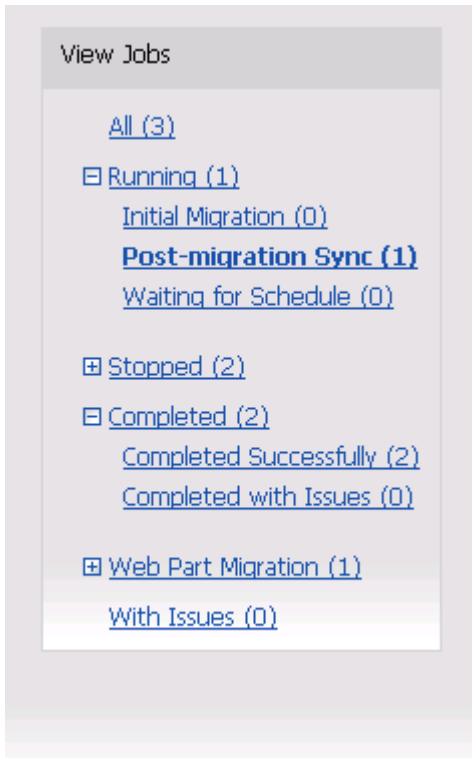 View Jobs
All (3)
Running (1)
Initial Migration (0)
Post-migration Sync (1)
Waiting for Schedule (0)
Stopped (2)
Completed (2)
Completed Successfully (2)
Completed with Issues (0)
Web Part Migration (1)
With Issues (0)